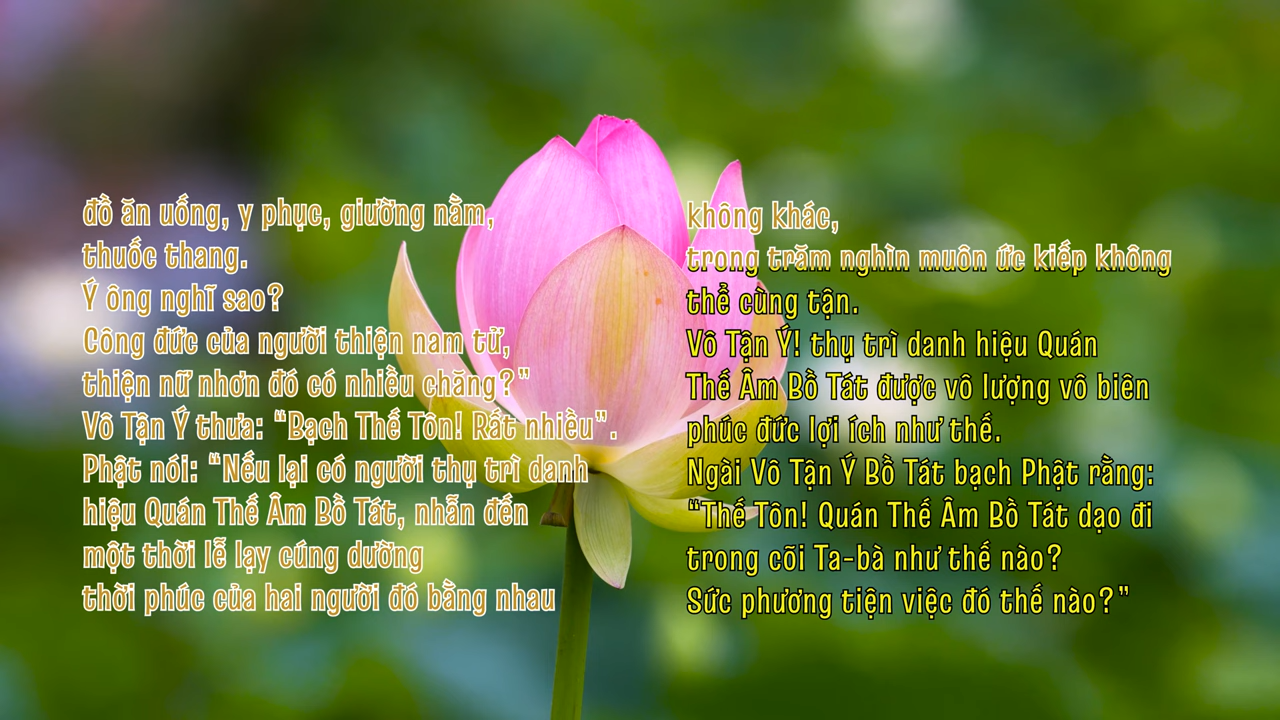 đồ ăn uống, y phục, giường nằm,
thuốc thang.
Ý ông nghĩ sao?
Công đức của người thiện nam tử,
thiện nữ nhơn đó có nhiều chăng?”
Vô Tận Ý thưa: “Bạch Thế Tôn! Rất nhiều”.
Phật nói: “Nếu lại có người thụ trì danh
hiệu Quán Thế Âm Bồ Tát, nhẫn đến
một thời lễ lạy cúng dường
thời phúc của hai người đó bằng nhau
không khác,
trong trăm nghìn muôn ức kiếp không
thể cùng tận.
Vô Tận Ý! thụ trì danh hiệu Quán
Thế Âm Bồ Tát được vô lượng vô biên
phúc đức lợi ích như thế.
Ngài Vô Tận Ý Bồ Tát bạch Phật rằng:
“Thế Tôn! Quán Thế Âm Bồ Tát dạo đi
trong cõi Ta-bà như thế nào?
Sức phương tiện việc đó thế nào?”